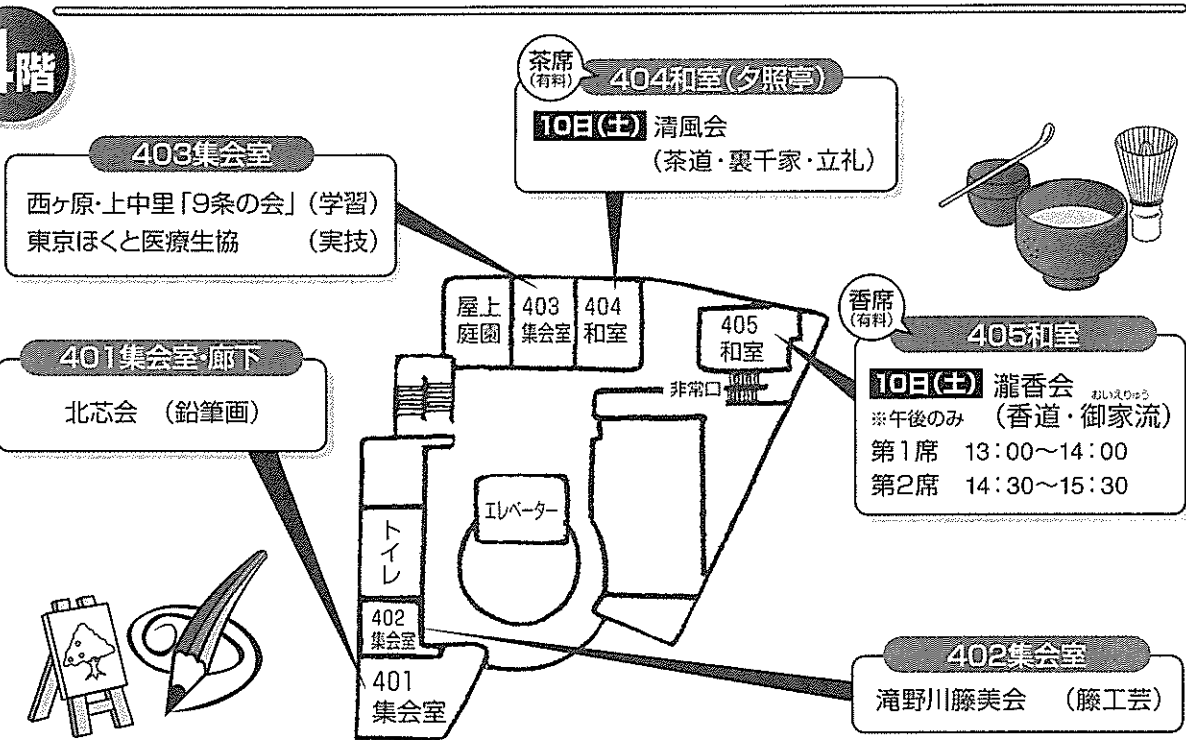 4階
茶席
(有料)
404和室(夕照亭)
10日(土) 清風会
(茶道・裏千家・立礼)
403集会室
西ヶ原・上中里「9条の会」(学習)
東京ほくと医療生協 (実技)
401集会室・廊下
北芯会 (鉛筆画)
香席
(有料)
405和室
10日(土) 瀧香会 おいえりゅう
※午後のみ (香道・御家流)
第1席 13:00〜14:00
第2席 14:30〜15:30
402集会室
滝野川藤美会 (籐工芸)
屋上
庭園
403
集会室
404
和室
405
和室
非常口
エレベーター
トイレ
402
集会室
401
集会室